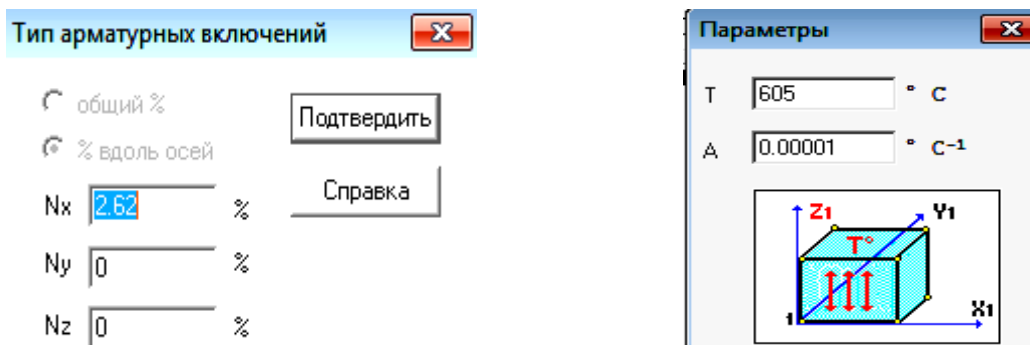 Тип арматурных включений
общий %
Подтвердить
% вдоль осей
Nx 2.62 %
Справка
Ny 0 %
Nz 0 %
Параметры
T 605 ° C
A 0.00001 ° C⁻¹
Z1
Y1
T°
1
X1